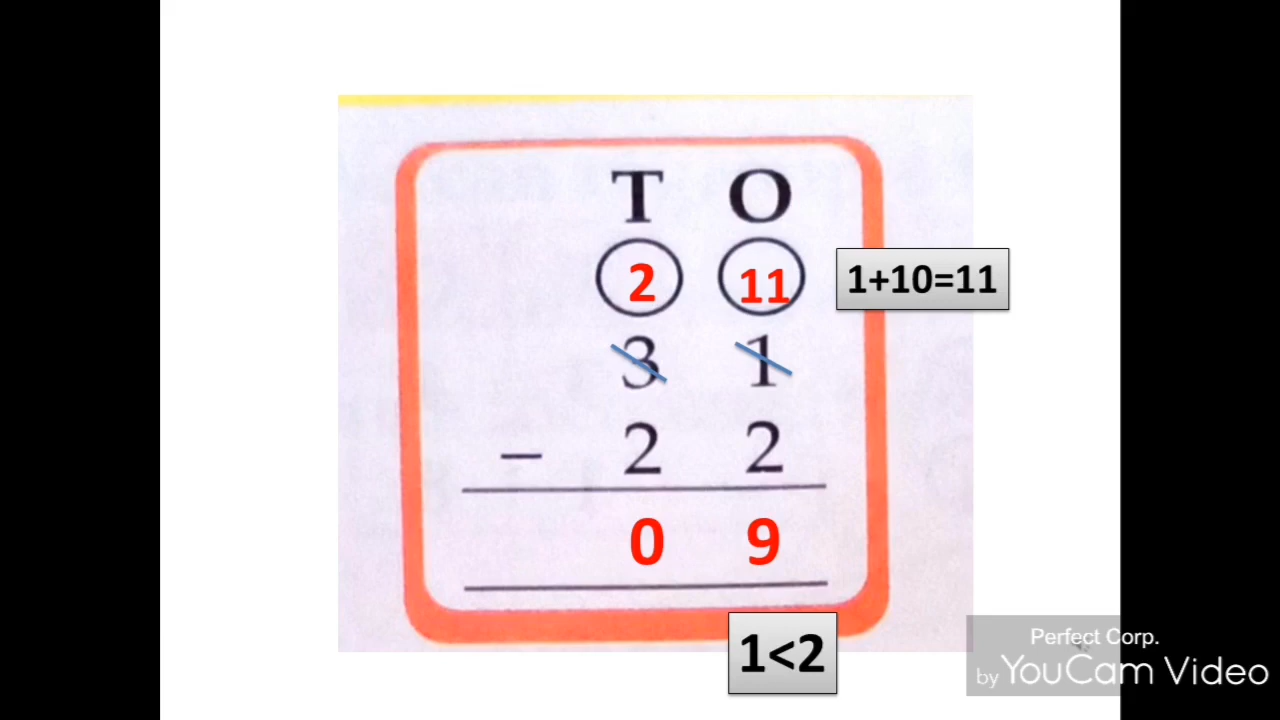 T O
2 11 1+10=11
3 1
– 2 2
0 9
1<2
Perfect Corp.
by YouCam Video